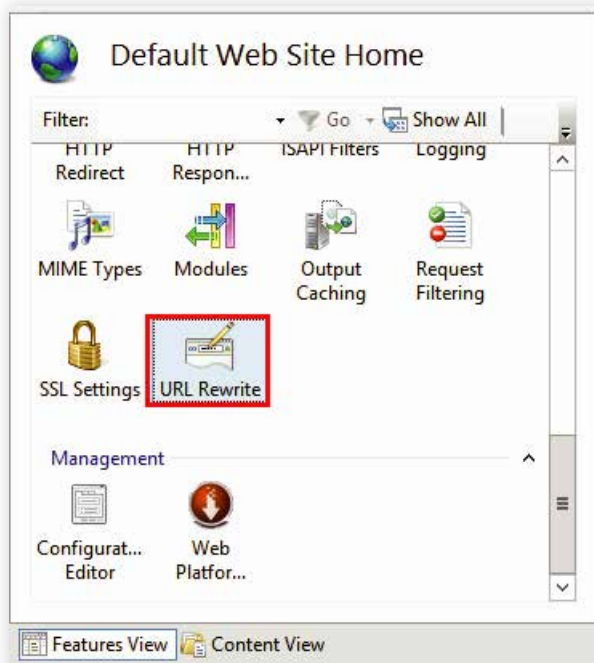 Default Web Site Home
Filter: Go Show All
HTTP HTTP ISAPI Filters Logging
Redirect Respon...
MIME Types Modules Output Request
Caching Filtering
SSL Settings URL Rewrite
Management
Configurat... Web
Editor Platfor...
Features View Content View